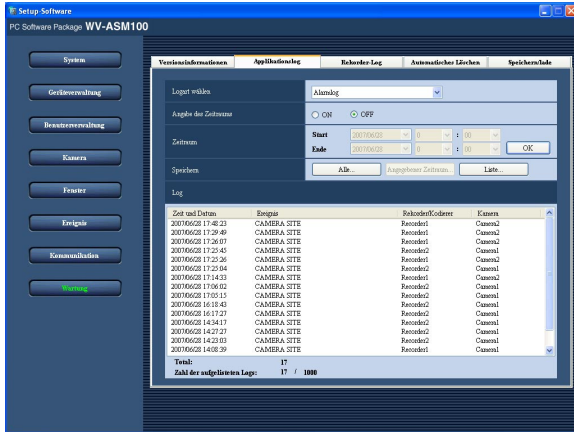 Setup-Software
PC Software Package WV-ASM100
System
Geräteverwaltung
Benutzerverwaltung
Kamera
Fenster
Ereignis
Kommunikation
Wartung
Versionsinformationen Applikationslog Rekorder-Log Automatisches Löschen Speichern/lade
Logart wählen Alarmlog
Angabe des Zeitraums ON OFF
Zeitraum Start 2007/06/28 0 : 00
Ende 2007/06/28 0 : 00 OK
Speichern Alle... Angegebener Zeitraum... Liste...
Log
Zeit und Datum Ereignis Rekorder/Kodierer Kamera
2007/06/28 17:48:23 CAMERA SITE Recorder1 Camera2
2007/06/28 17:29:49 CAMERA SITE Recorder2 Camera2
2007/06/28 17:26:07 CAMERA SITE Recorder1 Camera2
2007/06/28 17:25:45 CAMERA SITE Recorder2 Camera2
2007/06/28 17:25:26 CAMERA SITE Recorder1 Camera2
2007/06/28 17:25:04 CAMERA SITE Recorder1 Camera1
2007/06/28 17:14:33 CAMERA SITE Recorder1 Camera2
2007/06/28 17:06:02 CAMERA SITE Recorder2 Camera2
2007/06/28 17:05:15 CAMERA SITE Recorder2 Camera1
2007/06/28 16:18:43 CAMERA SITE Recorder2 Camera1
2007/06/28 16:17:27 CAMERA SITE Recorder2 Camera1
2007/06/28 14:34:17 CAMERA SITE Recorder2 Camera1
2007/06/28 14:27:27 CAMERA SITE Recorder2 Camera1
2007/06/28 14:23:03 CAMERA SITE Recorder2 Camera1
2007/06/28 14:08:39 CAMERA SITE Recorder1 Camera1
Total: 17
Zahl der aufgelisteten Logs: 17 / 1000